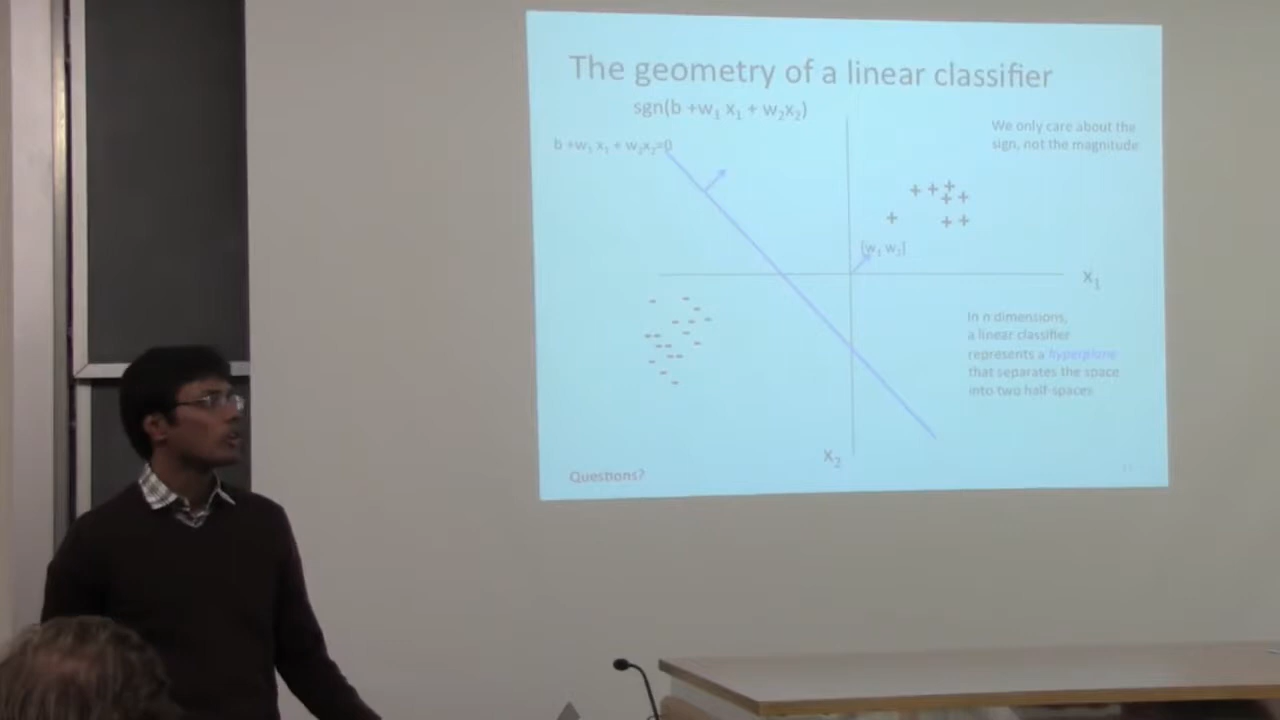 The geometry of a linear classifier
sgn(b +w₁ x₁ + w₂x₂)
b +w₁ x₁ + w₂x₂=0
We only care about the
sign, not the magnitude
[w₁ w₂]
x₁
In n dimensions,
a linear classifier
represents a hyperplane
that separates the space
into two half-spaces
x₂
Questions?